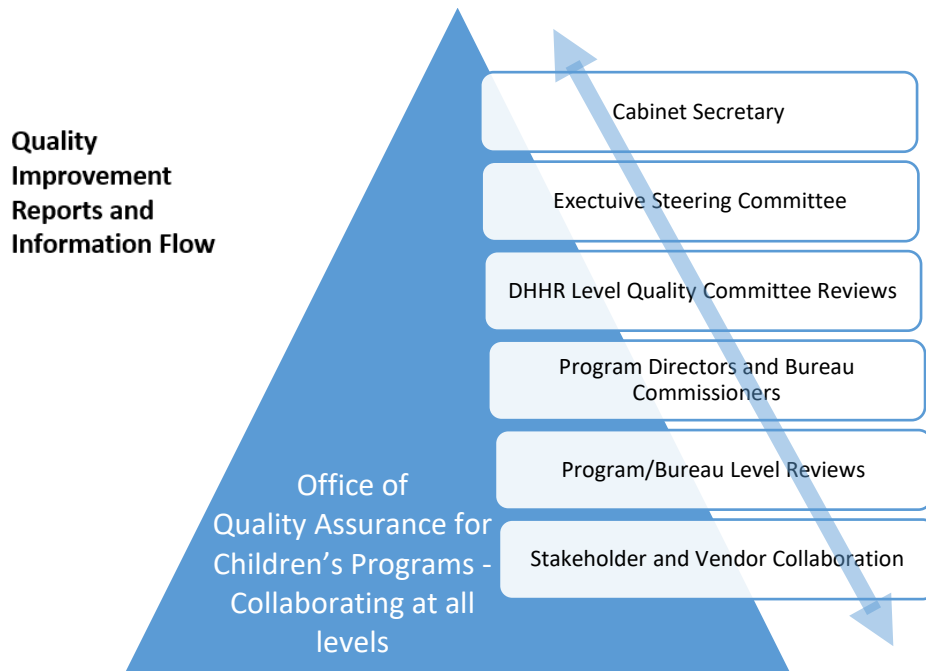 Quality
Improvement
Reports and
Information Flow
Cabinet Secretary
Exectuive Steering Committee
DHHR Level Quality Committee Reviews
Program Directors and Bureau
Commissioners
Program/Bureau Level Reviews
Stakeholder and Vendor Collaboration
Office of
Quality Assurance for
Children’s Programs -
Collaborating at all
levels